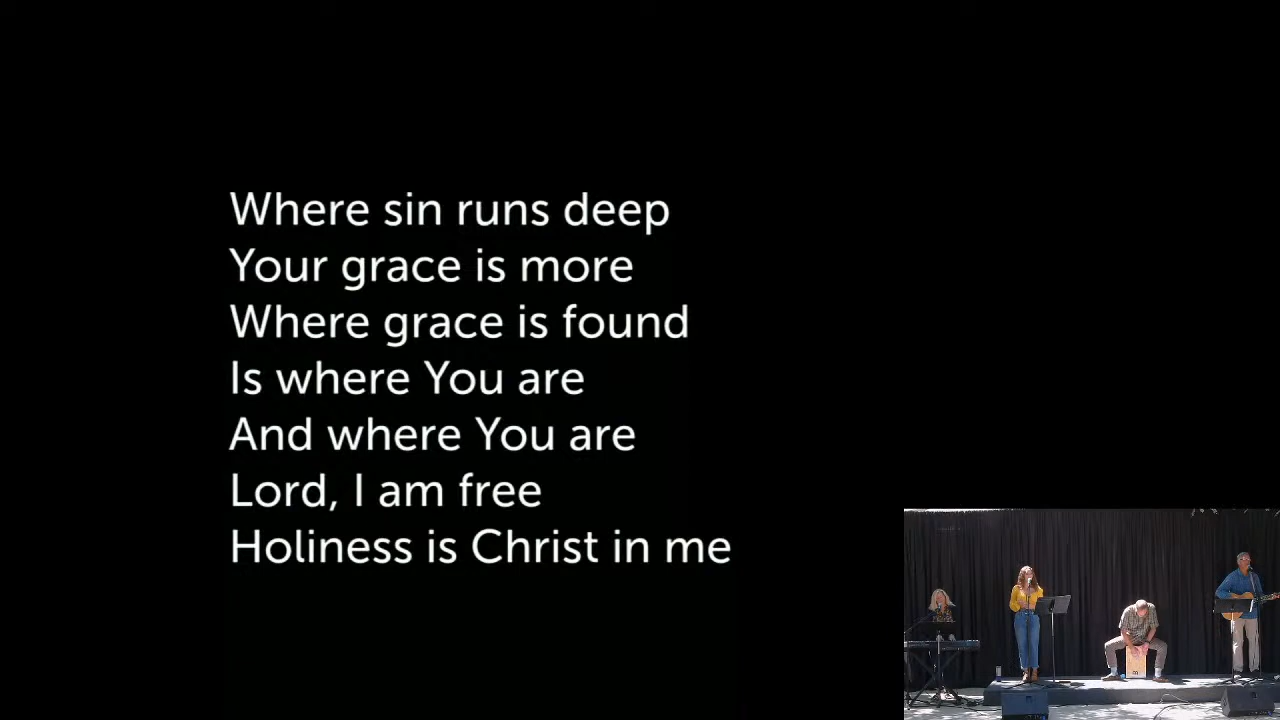 Where sin runs deep
Your grace is more
Where grace is found
Is where You are
And where You are
Lord, I am free
Holiness is Christ in me